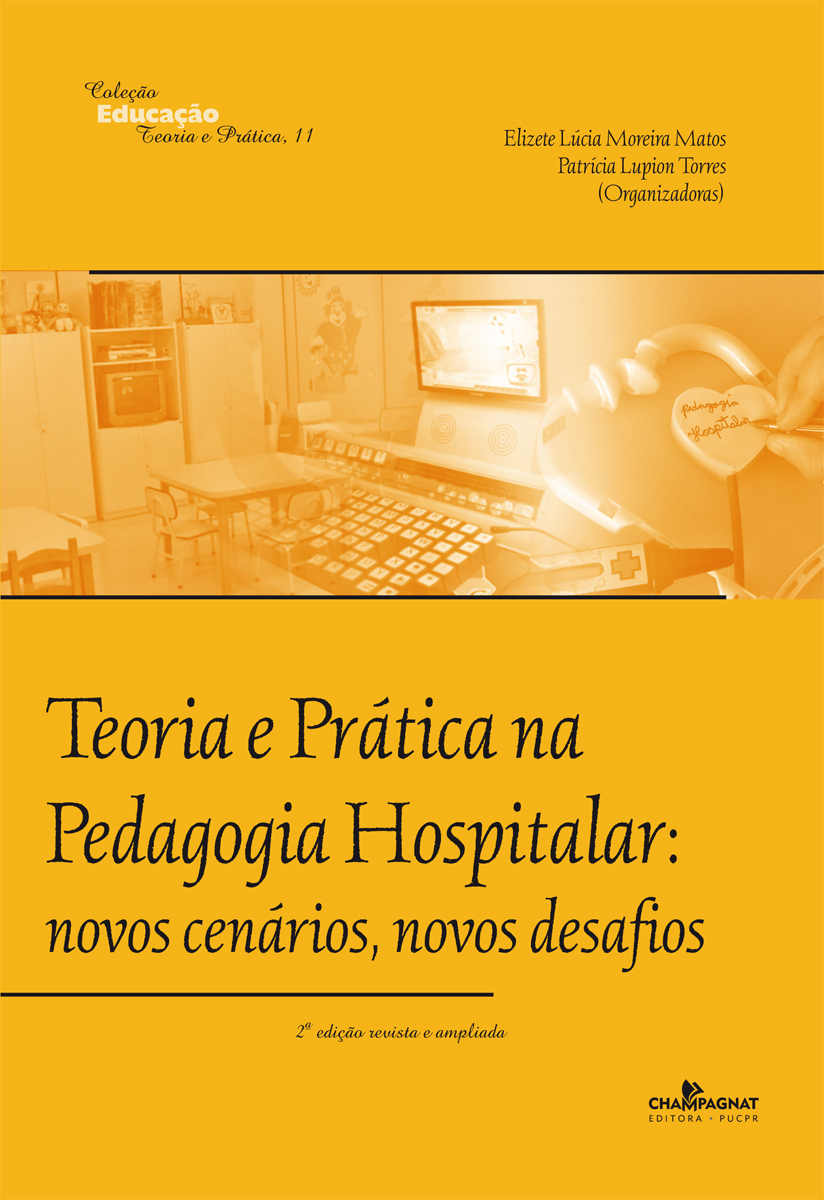 Coleção
Educação
Teoria e Prática, 11
Elizete Lúcia Moreira Matos
Patrícia Lupion Torres
(Organizadoras)
pedagogia
Hospitalar
Teoria e Prática na
Pedagogia Hospitalar:
novos cenários, novos desafios
2ª edição revista e ampliada
CHAMPAGNAT
EDITORA • PUCPR